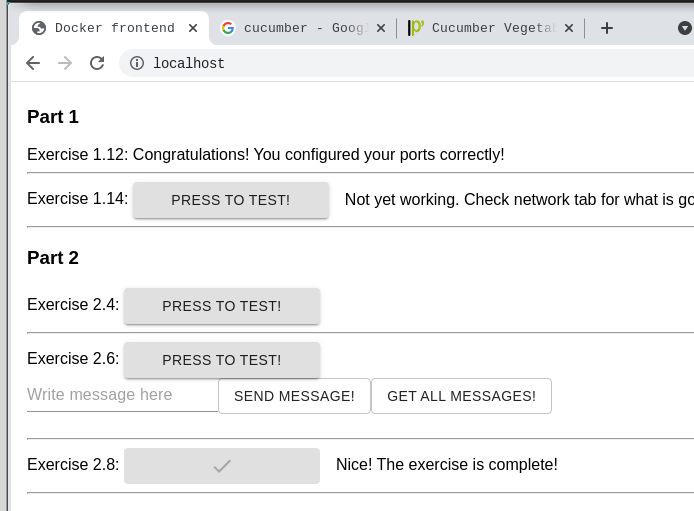 Docker frontend
cucumber - Goog
Cucumber Vegeta
localhost
Part 1
Exercise 1.12: Congratulations! You configured your ports correctly!
Exercise 1.14: PRESS TO TEST! Not yet working. Check network tab for what is go
Part 2
Exercise 2.4: PRESS TO TEST!
Exercise 2.6: PRESS TO TEST!
Write message here SEND MESSAGE! GET ALL MESSAGES!
Exercise 2.8: Nice! The exercise is complete!